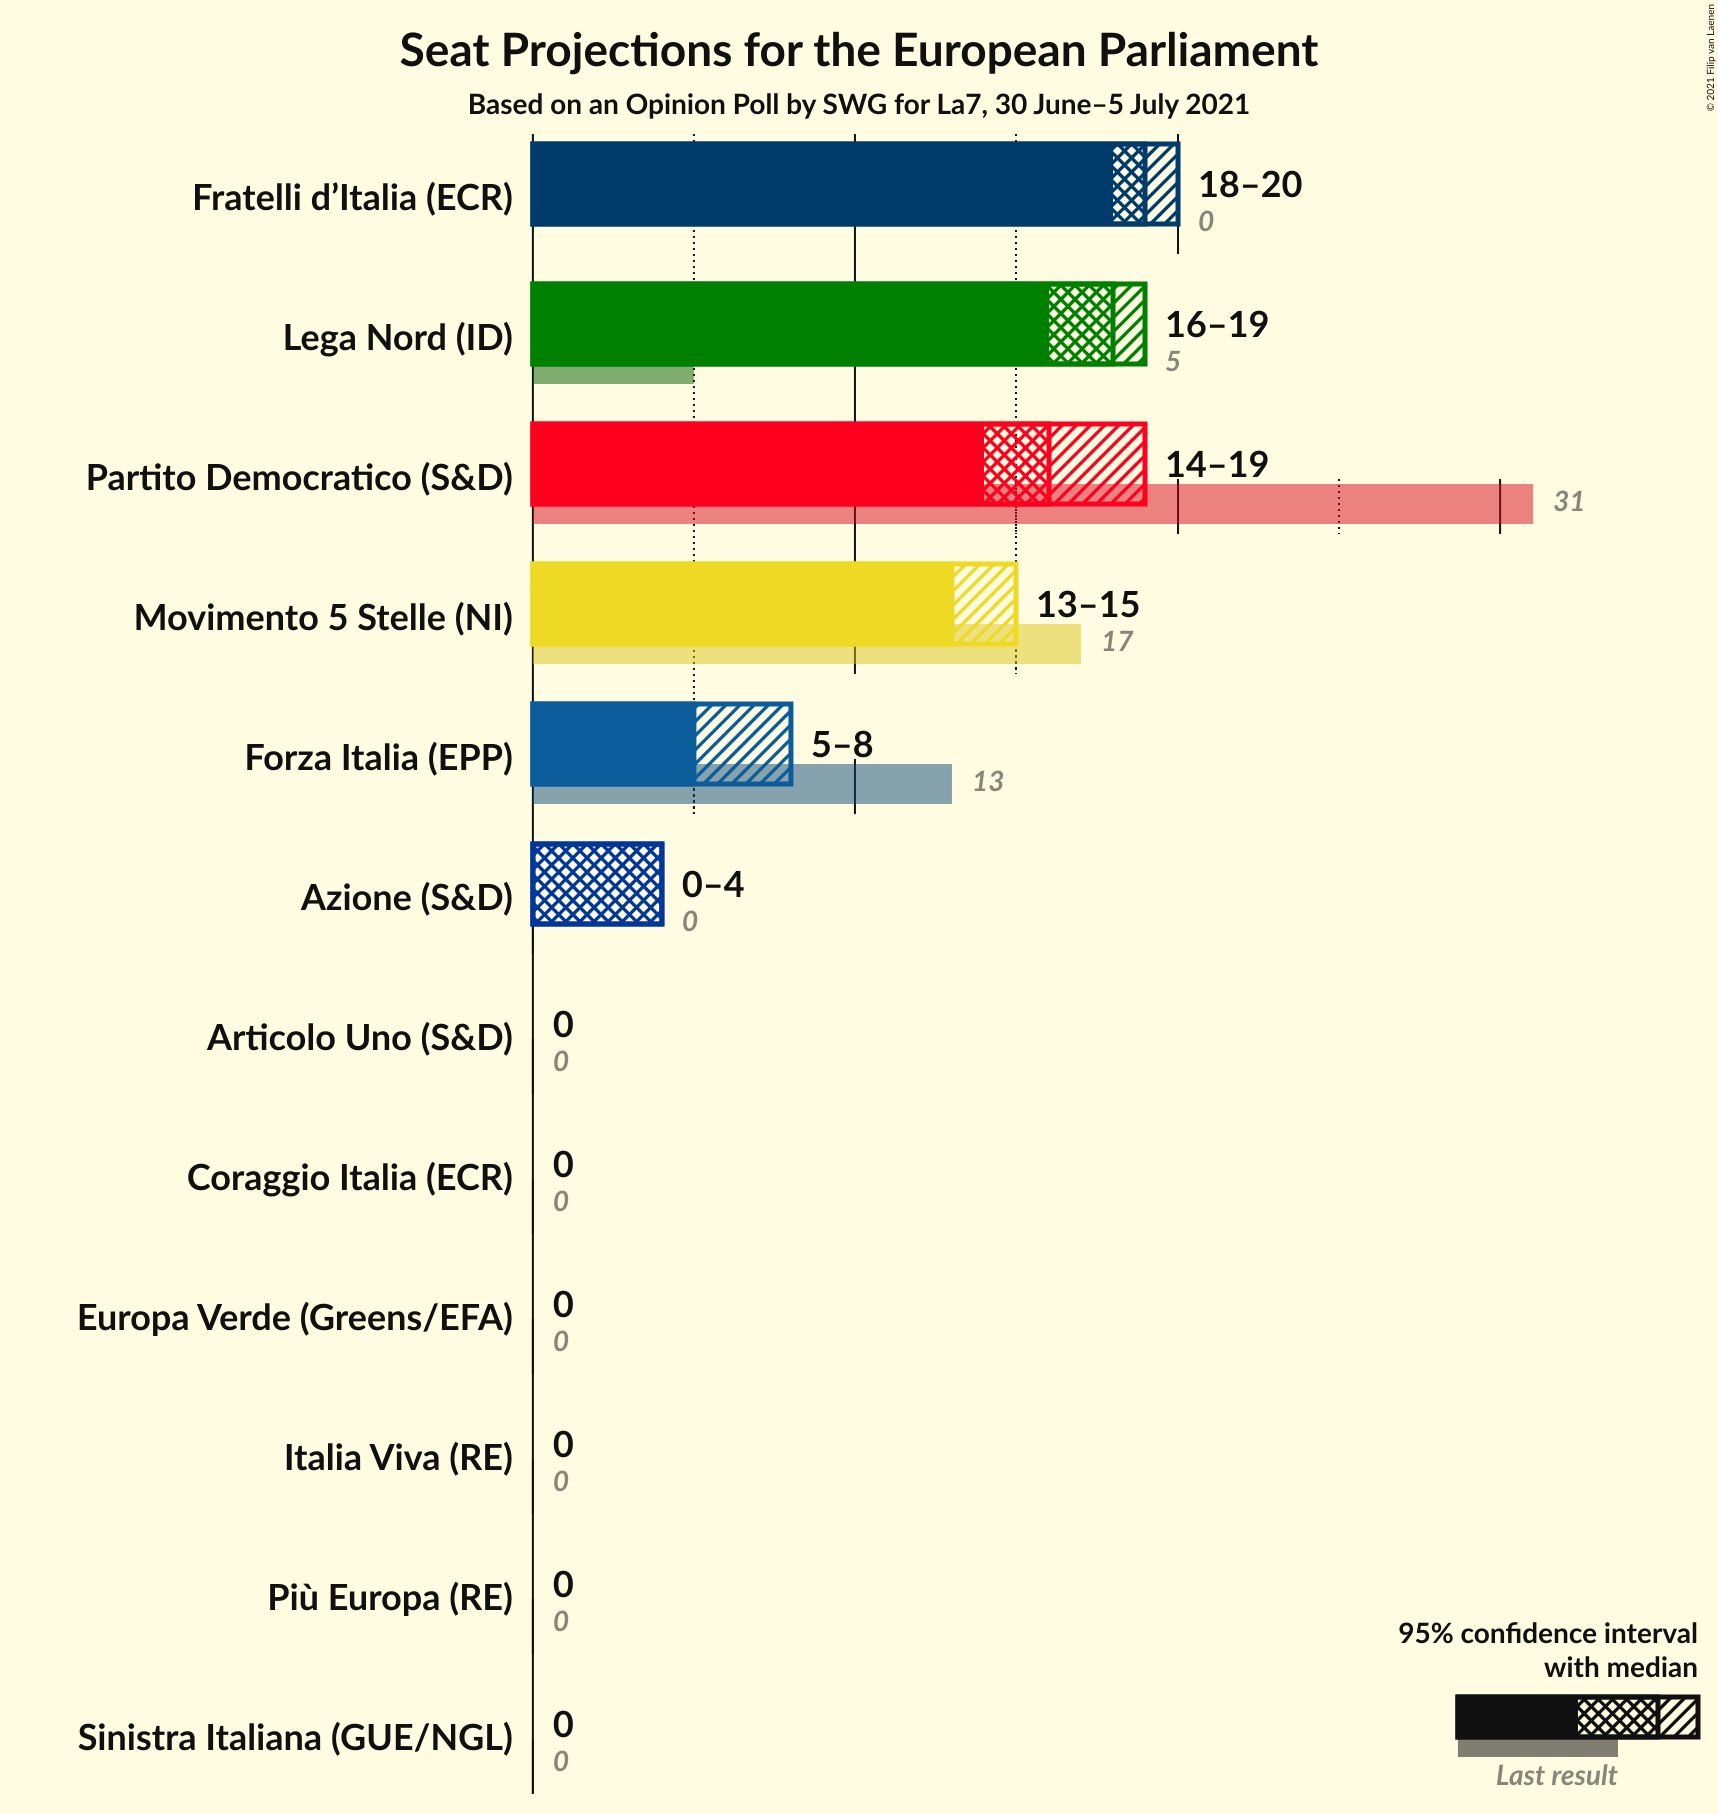 © 2021 Filip van Laenen
Seat Projections for the European Parliament
Based on an Opinion Poll by SWG for La7, 30 June–5 July 2021
Fratelli d’Italia (ECR)
18–20
0
Lega Nord (ID)
16–19
5
Partito Democratico (S&D)
14–19
31
Movimento 5 Stelle (NI)
13–15
17
Forza Italia (EPP)
5–8
13
Azione (S&D)
0–4
0
Articolo Uno (S&D)
0
0
Coraggio Italia (ECR)
0
0
Europa Verde (Greens/EFA)
0
0
Italia Viva (RE)
0
0
Più Europa (RE)
0
0
Sinistra Italiana (GUE/NGL)
0
0
95% confidence interval
with median
Last result